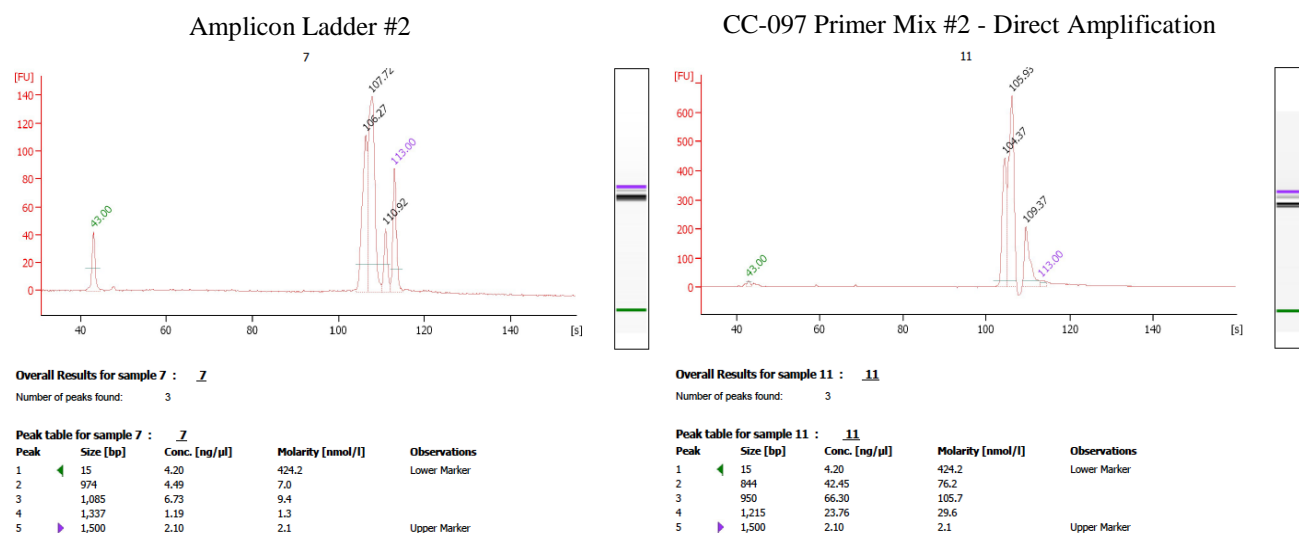 Amplicon Ladder #2
7
[FU]
140
120
100
80
60
40
20
0
43.00
106.27
107.72
110.92
113.00
40 60 80 100 120 140 [s]
Overall Results for sample 7 : 7
Number of peaks found: 3
Peak table for sample 7 : 7
Peak Size [bp] Conc. [ng/µl] Molarity [nmol/l] Observations
1 15 4.20 424.2 Lower Marker
2 974 4.49 7.0
3 1,085 6.73 9.4
4 1,337 1.19 1.3
5 1,500 2.10 2.1 Upper Marker
CC-097 Primer Mix #2 - Direct Amplification
11
[FU]
600
500
400
300
200
100
0
43.00
104.37
105.93
109.37
113.00
40 60 80 100 120 140 [s]
Overall Results for sample 11 : 11
Number of peaks found: 3
Peak table for sample 11 : 11
Peak Size [bp] Conc. [ng/µl] Molarity [nmol/l] Observations
1 15 4.20 424.2 Lower Marker
2 844 42.45 76.2
3 950 66.30 105.7
4 1,215 23.76 29.6
5 1,500 2.10 2.1 Upper Marker